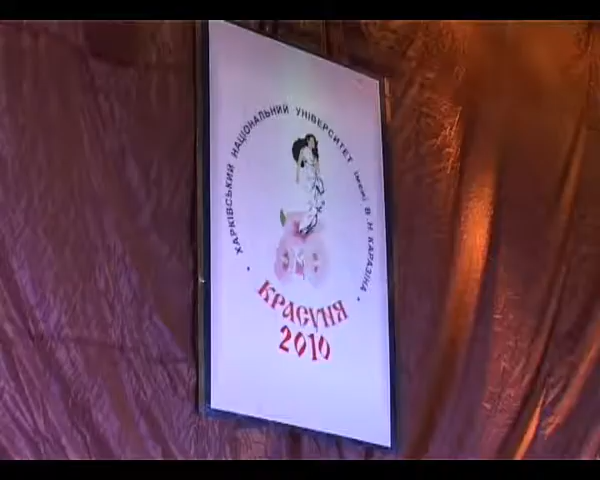 ХАРКІВСЬКИЙ НАЦІОНАЛЬНИЙ УНІВЕРСИТЕТ імені В.Н.КАРАЗІНА
КРАСУНЯ
2010